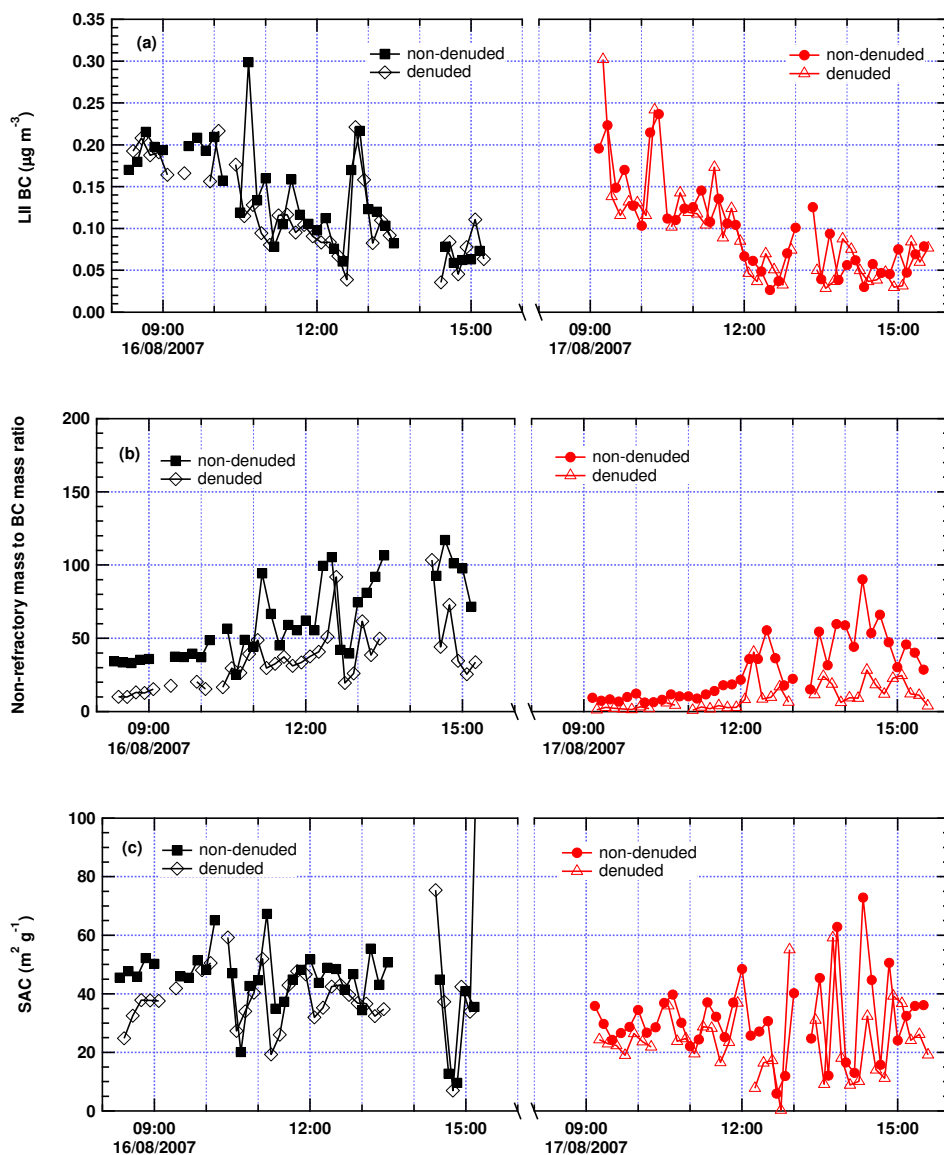 (a)
non-denuded
denuded
non-denuded
denuded
LII BC (µg m-3)
0.35
0.30
0.25
0.20
0.15
0.10
0.05
0.00
09:00 12:00 15:00 09:00 12:00 15:00
16/08/2007 17/08/2007
(b)
non-denuded
denuded
non-denuded
denuded
Non-refractory mass to BC mass ratio
200
150
100
50
0
09:00 12:00 15:00 09:00 12:00 15:00
16/08/2007 17/08/2007
(c)
non-denuded
denuded
non-denuded
denuded
SAC (m2 g-1)
100
80
60
40
20
0
09:00 12:00 15:00 09:00 12:00 15:00
16/08/2007 17/08/2007